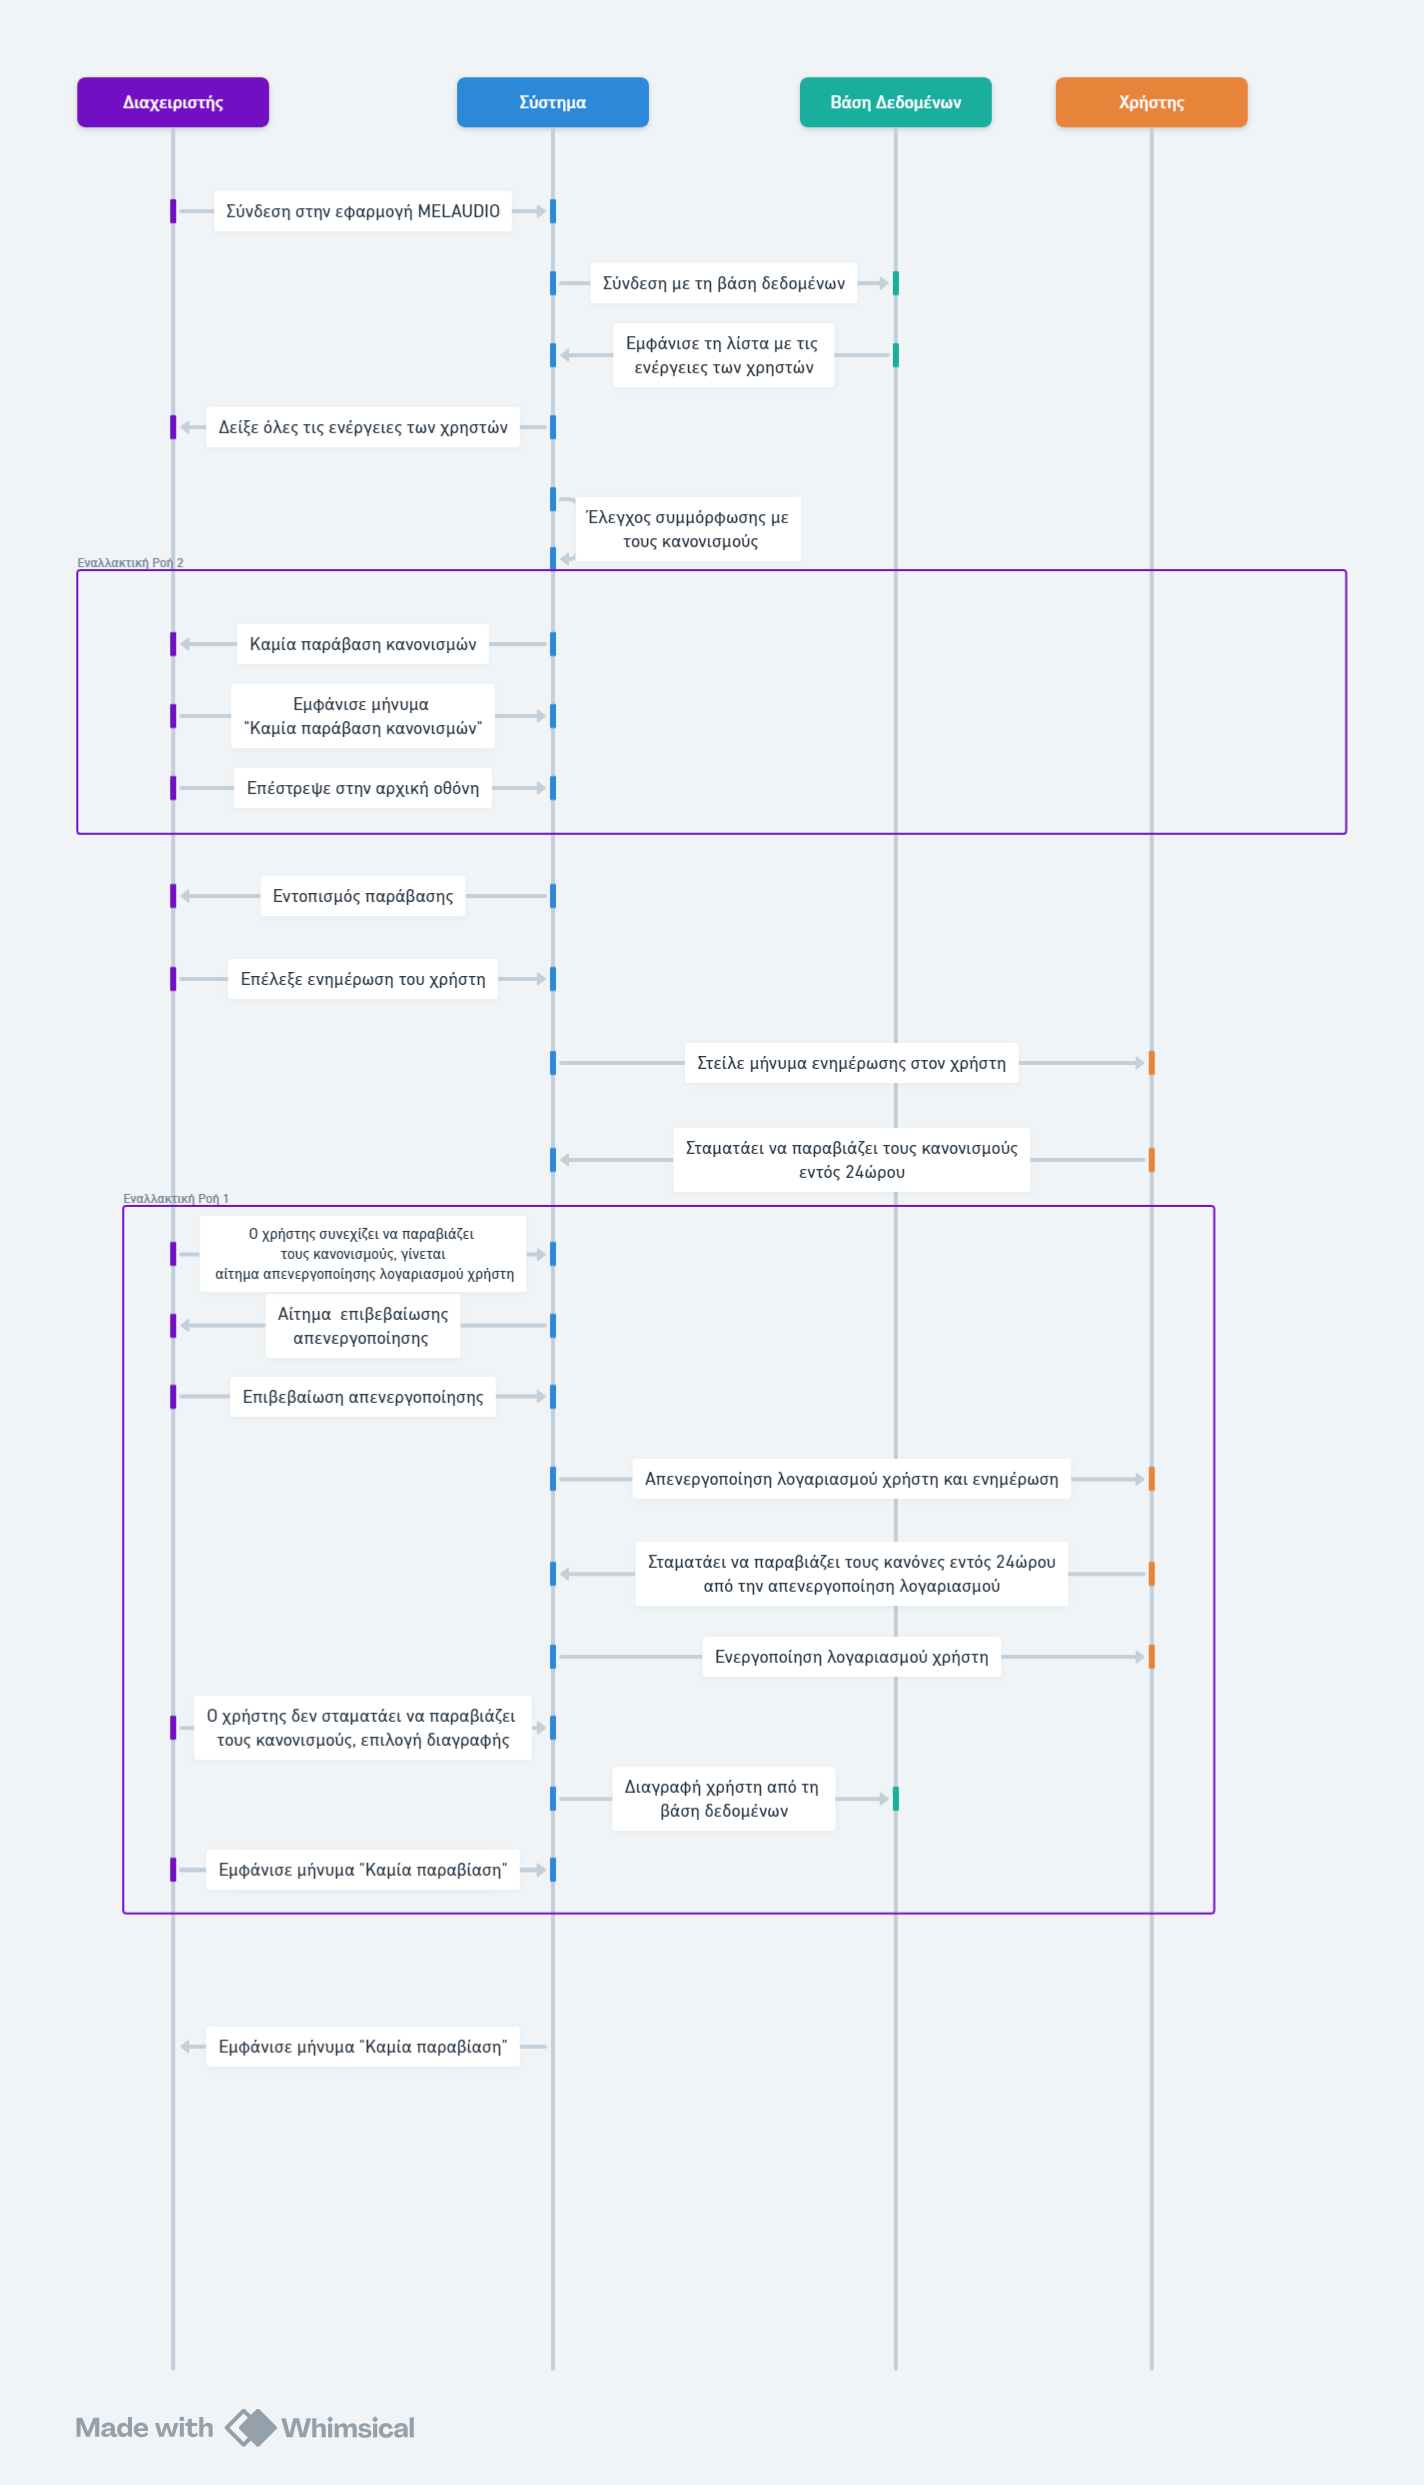 Διαχειριστής
Σύστημα
Βάση Δεδομένων
Χρήστης
Σύνδεση στην εφαρμογή MELAUDIO
Σύνδεση με τη βάση δεδομένων
Εμφάνισε τη λίστα με τις
ενέργειες των χρηστών
Δείξε όλες τις ενέργειες των χρηστών
Έλεγχος συμμόρφωσης με
τους κανονισμούς
Εναλλακτική Ροή 2
Καμία παράβαση κανονισμών
Εμφάνισε μήνυμα
"Καμία παράβαση κανονισμών"
Επέστρεψε στην αρχική οθόνη
Εντοπισμός παράβασης
Επέλεξε ενημέρωση του χρήστη
Στείλε μήνυμα ενημέρωσης στον χρήστη
Σταματάει να παραβιάζει τους κανονισμούς
εντός 24ώρου
Εναλλακτική Ροή 1
Ο χρήστης συνεχίζει να παραβιάζει
τους κανονισμούς, γίνεται
αίτημα απενεργοποίησης λογαριασμού χρήστη
Αίτημα  επιβεβαίωσης
απενεργοποίησης
Επιβεβαίωση απενεργοποίησης
Απενεργοποίηση λογαριασμού χρήστη και ενημέρωση
Σταματάει να παραβιάζει τους κανόνες εντός 24ώρου
από την απενεργοποίηση λογαριασμού
Ενεργοποίηση λογαριασμού χρήστη
Ο χρήστης δεν σταματάει να παραβιάζει
τους κανονισμούς, επιλογή διαγραφής
Διαγραφή χρήστη από τη
βάση δεδομένων
Εμφάνισε μήνυμα "Καμία παραβίαση"
Εμφάνισε μήνυμα "Καμία παραβίαση"
Made with Whimsical